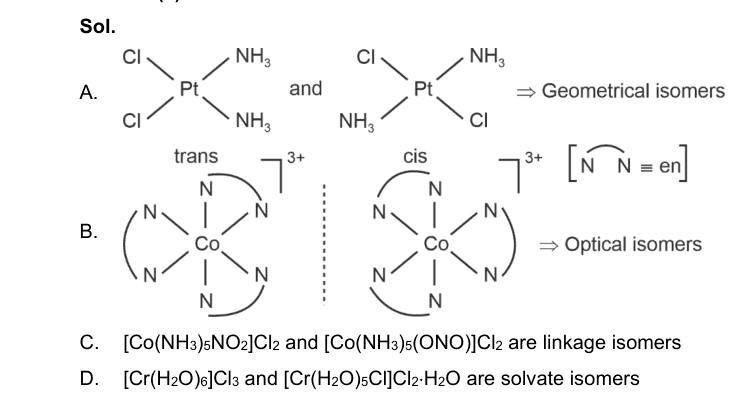 Sol.
Cl NH₃ Cl NH₃
A. Pt and Pt ⇒ Geometrical isomers
Cl NH₃ NH₃ Cl
trans 3+ cis 3+ [N N ≡ en]
N N
N N N N
B. Co Co ⇒ Optical isomers
N N N N
N N
C. [Co(NH₃)₅NO₂]Cl₂ and [Co(NH₃)₅(ONO)]Cl₂ are linkage isomers
D. [Cr(H₂O)₆]Cl₃ and [Cr(H₂O)₅Cl]Cl₂·H₂O are solvate isomers